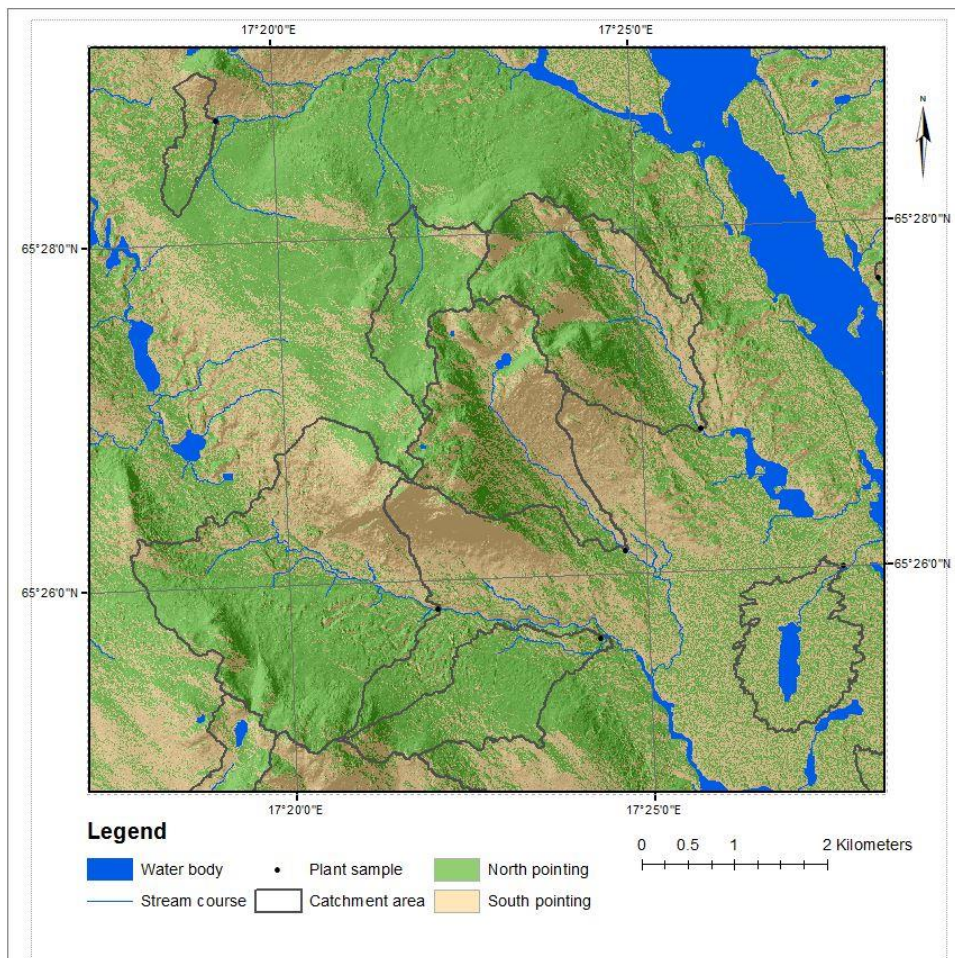 17°20'0"E 17°25'0"E
N
65°28'0"N 65°28'0"N
65°26'0"N 65°26'0"N
17°20'0"E 17°25'0"E
Legend
Water body Plant sample North pointing
Stream course Catchment area South pointing
0 0.5 1 2 Kilometers